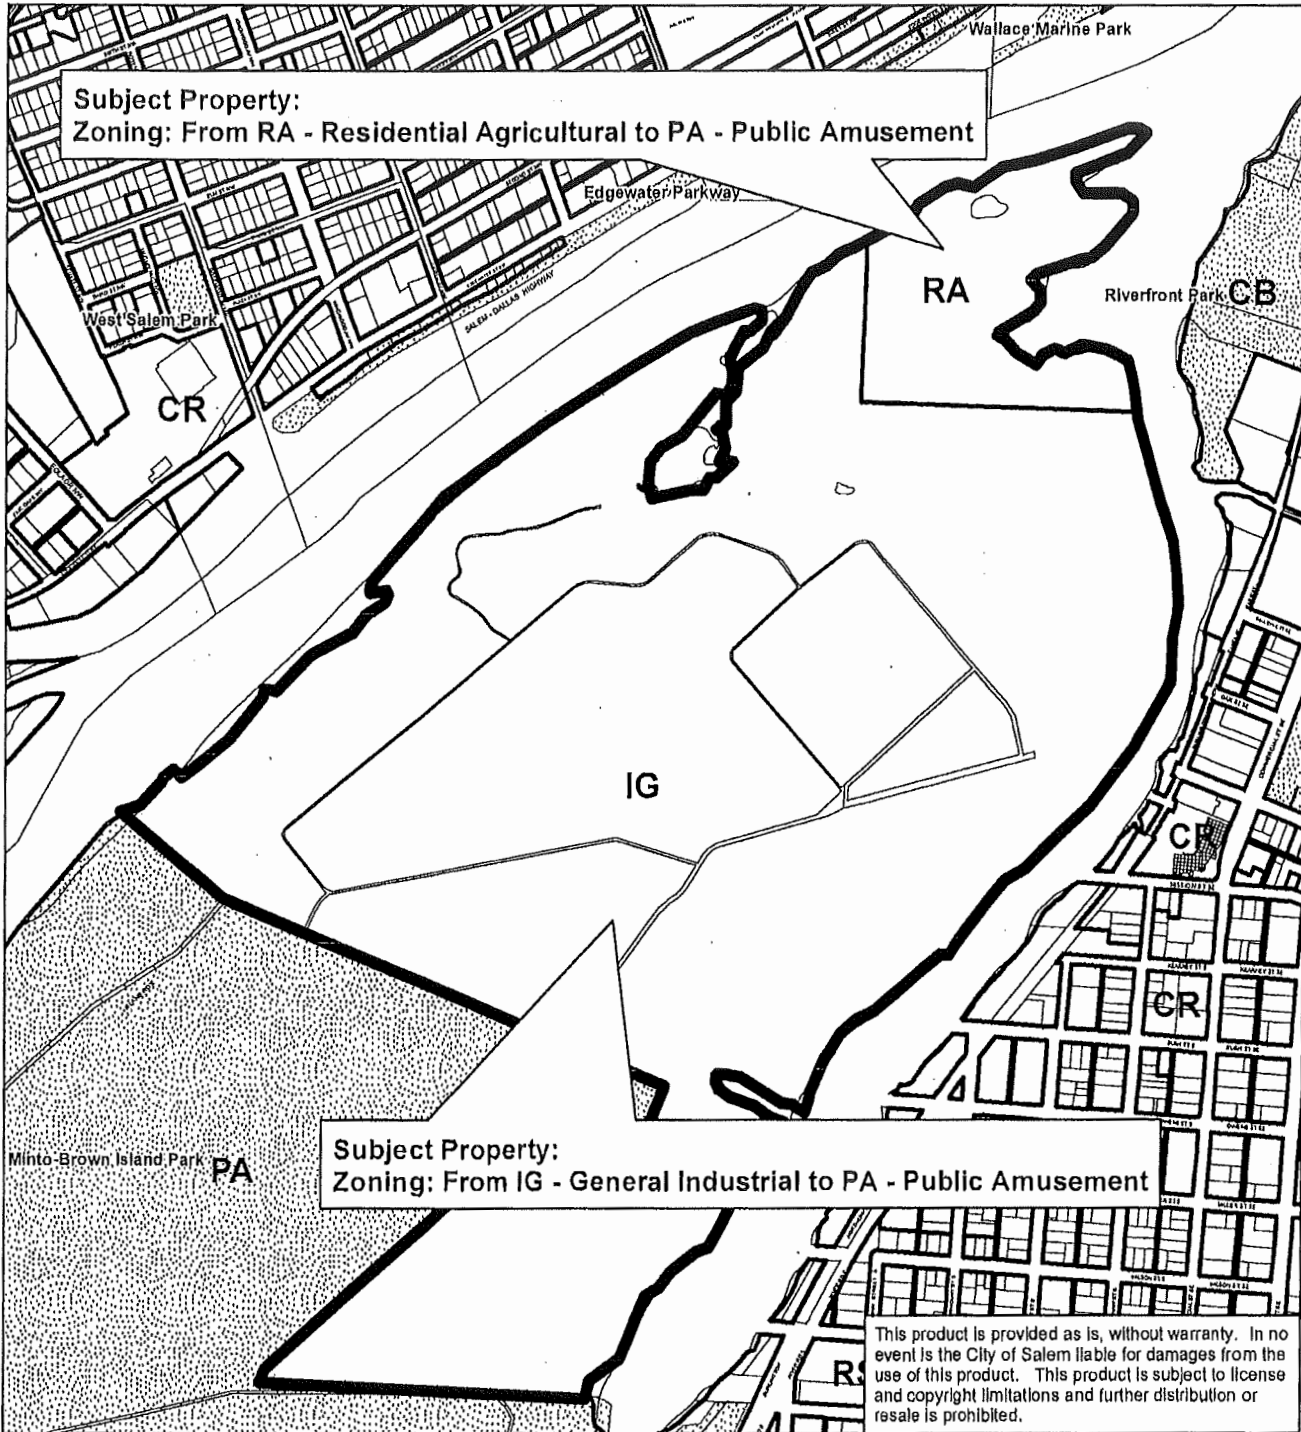 Wallace Marine Park
Subject Property:
Zoning: From RA - Residential Agricultural to PA - Public Amusement
Edgewater Parkway
SALEM - DALLAS HIGHWAY
RA
Riverfront Park
CB
West Salem Park
CR
IG
CR
CR
Minto-Brown Island Park
PA
Subject Property:
Zoning: From IG - General Industrial to PA - Public Amusement
This product is provided as is, without warranty. In no
event is the City of Salem liable for damages from the
use of this product. This product is subject to license
and copyright limitations and further distribution or
resale is prohibited.